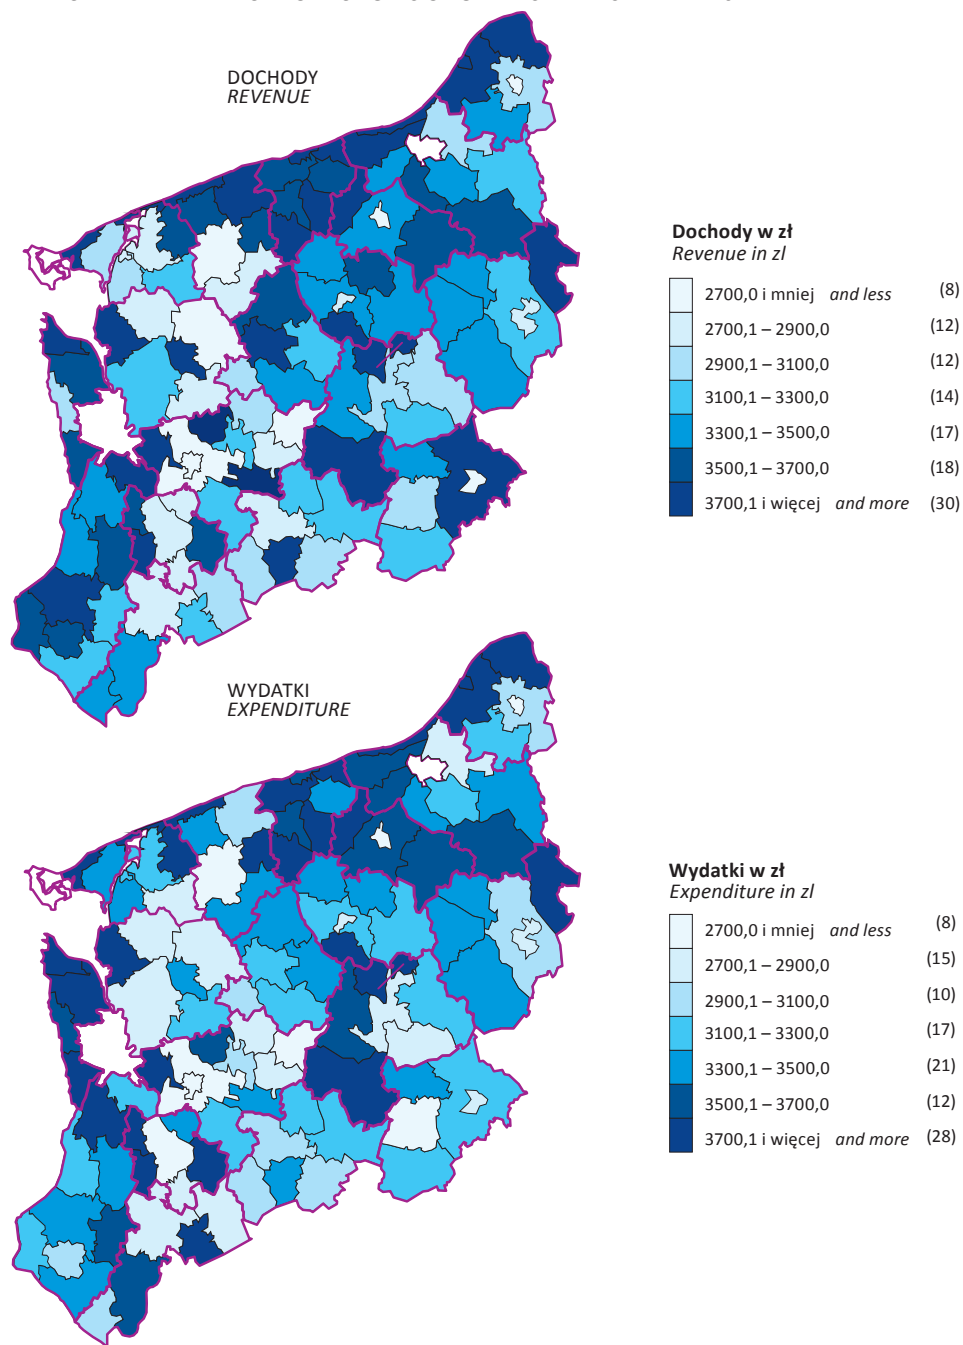 DOCHODY
REVENUE
Dochody w zł
Revenue in zl
2700,0 i mniej and less (8)
2700,1 – 2900,0 (12)
2900,1 – 3100,0 (12)
3100,1 – 3300,0 (14)
3300,1 – 3500,0 (17)
3500,1 – 3700,0 (18)
3700,1 i więcej and more (30)
WYDATKI
EXPENDITURE
Wydatki w zł
Expenditure in zl
2700,0 i mniej and less (8)
2700,1 – 2900,0 (15)
2900,1 – 3100,0 (10)
3100,1 – 3300,0 (17)
3300,1 – 3500,0 (21)
3500,1 – 3700,0 (12)
3700,1 i więcej and more (28)